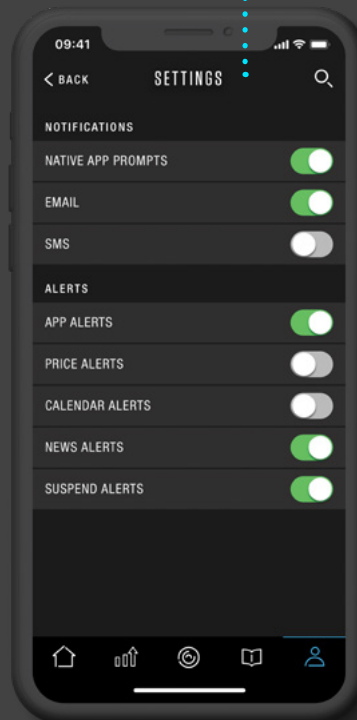 09:41
BACK
SETTINGS
NOTIFICATIONS
NATIVE APP PROMPTS
EMAIL
SMS
ALERTS
APP ALERTS
PRICE ALERTS
CALENDAR ALERTS
NEWS ALERTS
SUSPEND ALERTS